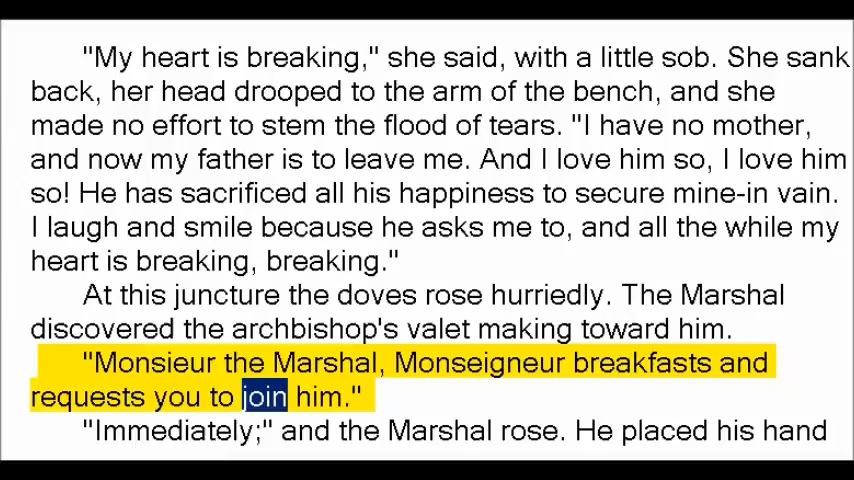 "My heart is breaking," she said, with a little sob. She sank
back, her head drooped to the arm of the bench, and she
made no effort to stem the flood of tears. "I have no mother,
and now my father is to leave me. And I love him so, I love him
so! He has sacrificed all his happiness to secure mine-in vain.
I laugh and smile because he asks me to, and all the while my
heart is breaking, breaking."
At this juncture the doves rose hurriedly. The Marshal
discovered the archbishop's valet making toward him.
"Monsieur the Marshal, Monseigneur breakfasts and
requests you to join him."
"Immediately;" and the Marshal rose. He placed his hand